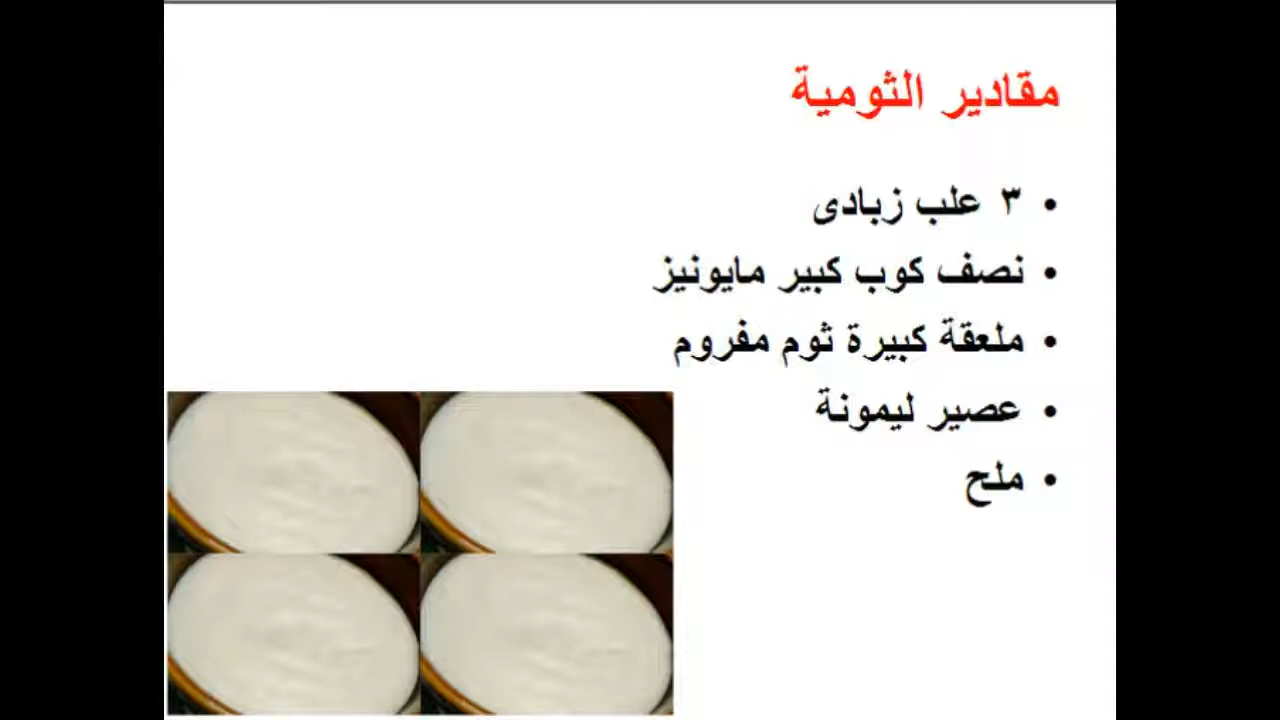 مقادير الثومية
• ٣ علب زبادى
• نصف كوب كبير مايونيز
• ملعقة كبيرة ثوم مفروم
• عصير ليمونة
• ملح